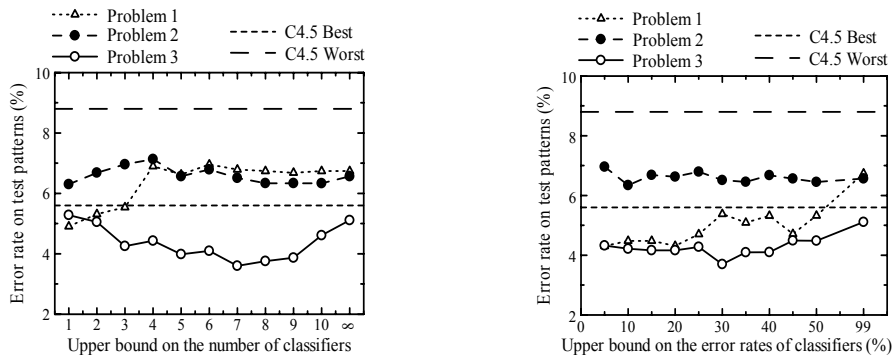 Problem 1
Problem 2
Problem 3
C4.5 Best
C4.5 Worst
Error rate on test patterns (%)
10
8
6
4
2
1 2 3 4 5 6 7 8 9 10 ∞
Upper bound on the number of classifiers
Problem 1
Problem 2
Problem 3
C4.5 Best
C4.5 Worst
Error rate on test patterns (%)
10
8
6
4
2
0 10 20 30 40 50 99
Upper bound on the error rates of classifiers (%)